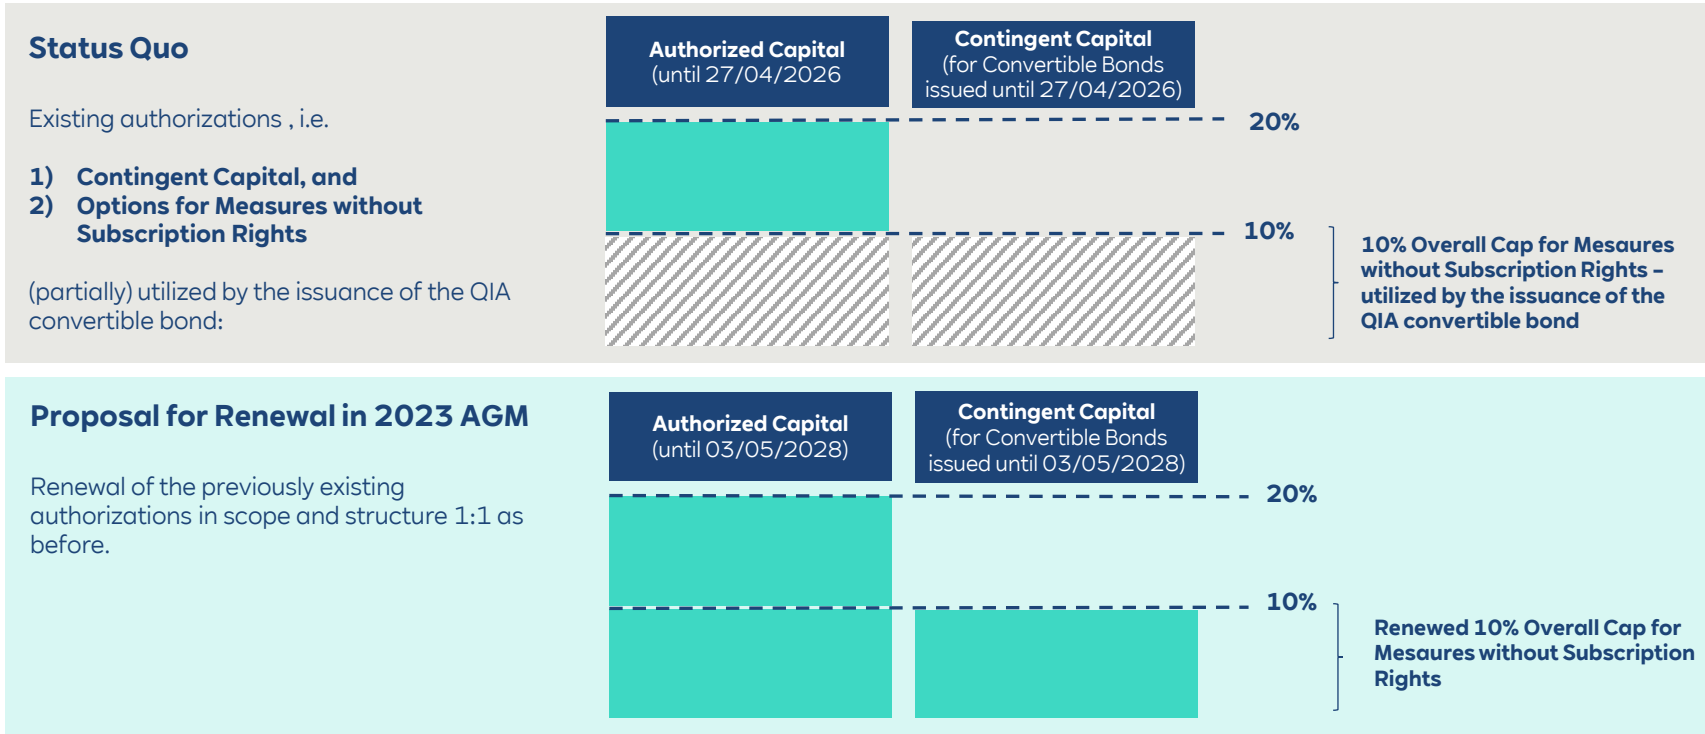 Status Quo
Existing authorizations , i.e.
1) Contingent Capital, and
2) Options for Measures without
Subscription Rights
(partially) utilized by the issuance of the QIA
convertible bond:
Authorized Capital
(until 27/04/2026
Contingent Capital
(for Convertible Bonds
issued until 27/04/2026)
20%
10%
10% Overall Cap for Mesaures
without Subscription Rights –
utilized by the issuance of the
QIA convertible bond
Proposal for Renewal in 2023 AGM
Renewal of the previously existing
authorizations in scope and structure 1:1 as
before.
Authorized Capital
(until 03/05/2028)
Contingent Capital
(for Convertible Bonds
issued until 03/05/2028)
20%
10%
Renewed 10% Overall Cap for
Mesaures without Subscription
Rights